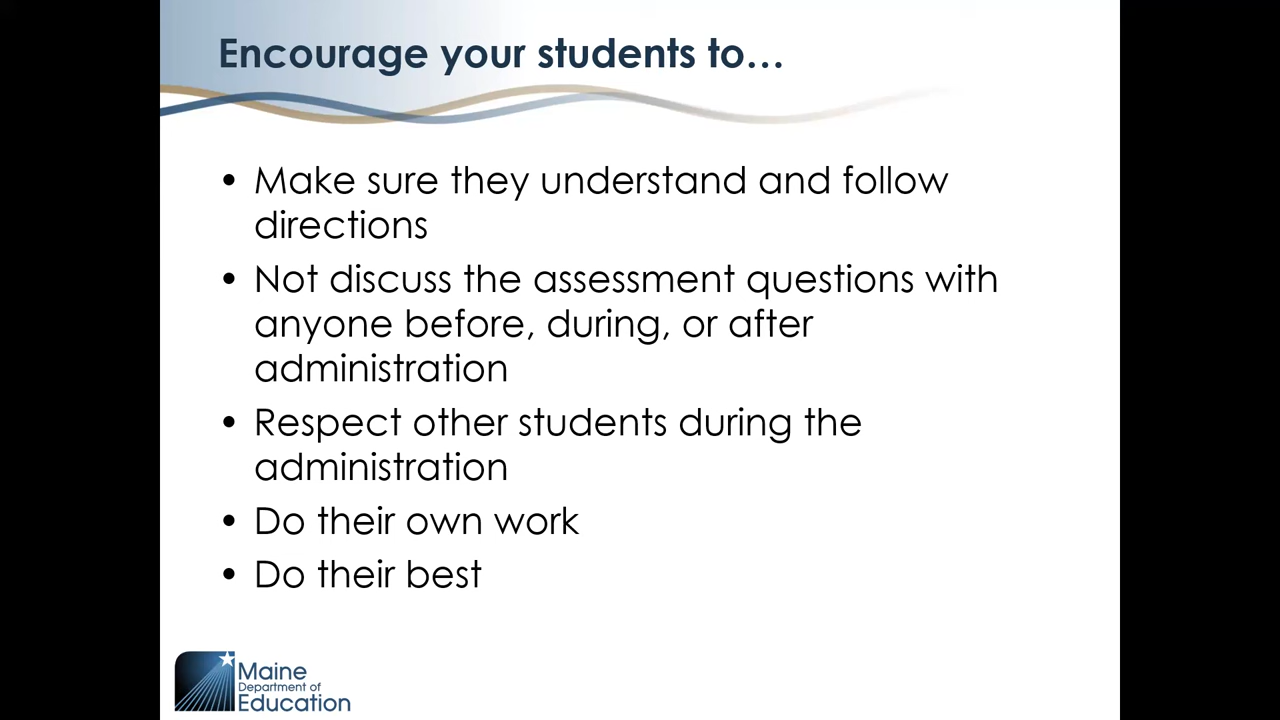 Encourage your students to...
• Make sure they understand and follow
directions
• Not discuss the assessment questions with
anyone before, during, or after
administration
• Respect other students during the
administration
• Do their own work
• Do their best
Maine
Department of
Education